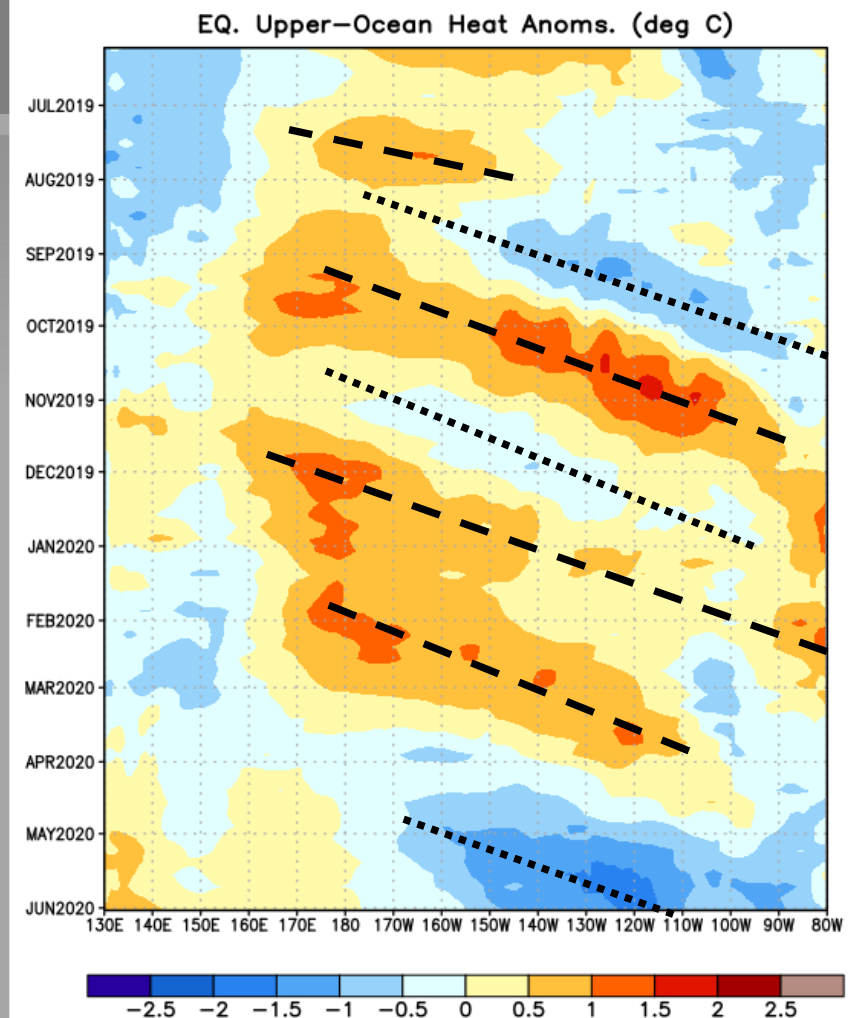 EQ. Upper-Ocean Heat Anoms. (deg C)
JUL2019
AUG2019
SEP2019
OCT2019
NOV2019
DEC2019
JAN2020
FEB2020
MAR2020
APR2020
MAY2020
JUN2020
130E 140E 150E 160E 170E 180 170W 160W 150W 140W 130W 120W 110W 100W 90W 80W
-2.5 -2 -1.5 -1 -0.5 0 0.5 1 1.5 2 2.5